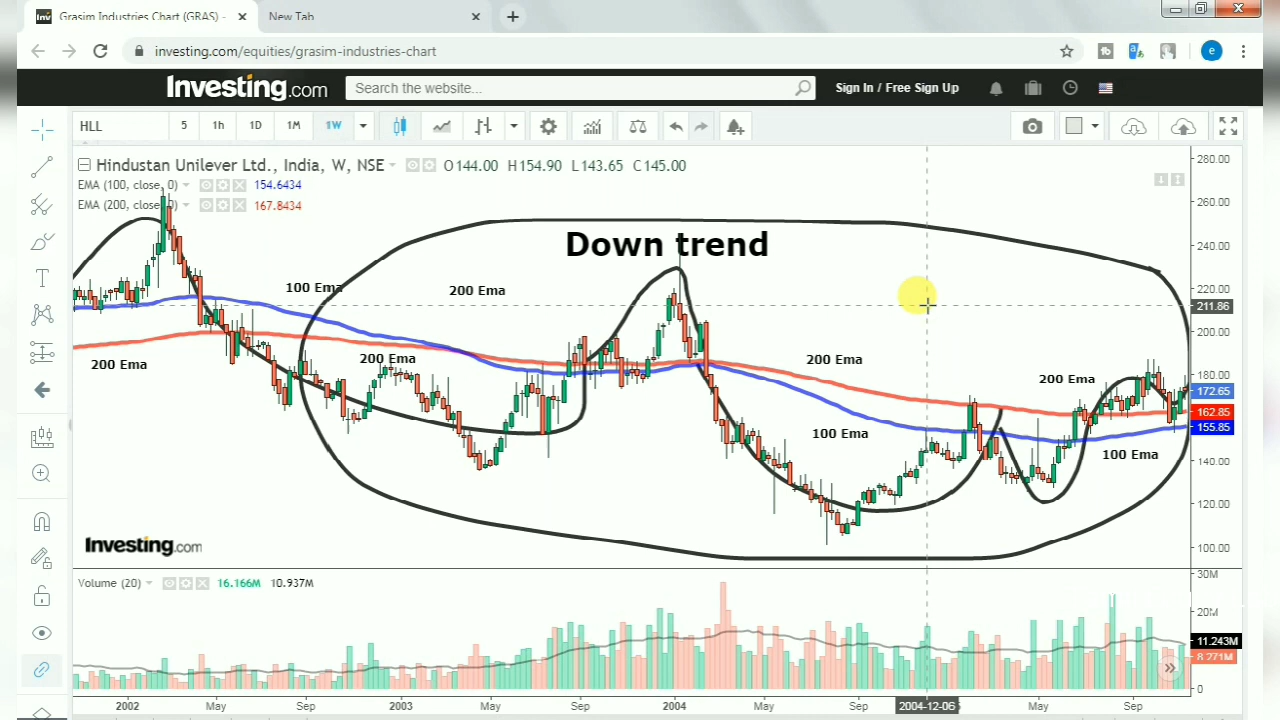 Grasim Industries Chart (GRAS) -
New Tab
investing.com/equities/grasim-industries-chart
e
Investing.com
Search the website...
Sign In / Free Sign Up
HLL
5
1h
1D
1M
1W
Hindustan Unilever Ltd., India, W, NSE
O144.00 H154.90 L143.65 C145.00
EMA (100, close, 0)
154.6434
EMA (200, close, 0)
167.8434
Down trend
100 Ema
200 Ema
200 Ema
200 Ema
200 Ema
200 Ema
100 Ema
100 Ema
280.00
260.00
240.00
220.00
211.86
200.00
180.00
172.65
162.85
155.85
140.00
120.00
100.00
Investing.com
Volume (20)
16.166M
10.937M
30M
20M
11.243M
8.271M
0
2002
May
Sep
2003
May
Sep
2004
May
Sep
2004-12-06
May
Sep